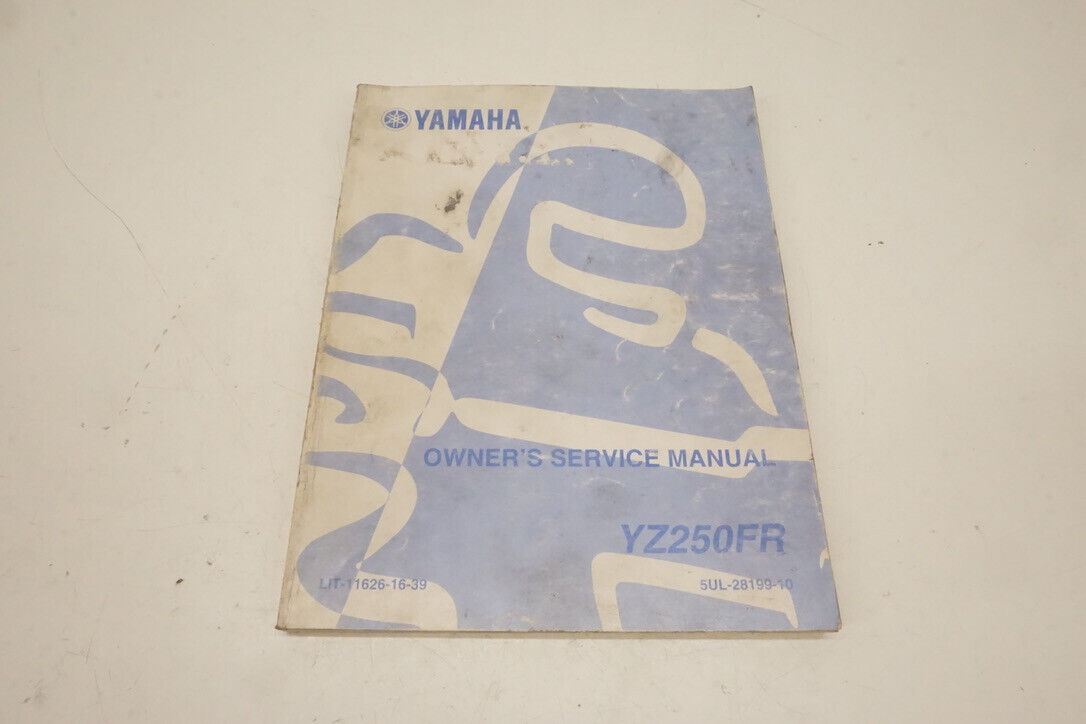 YAMAHA
OWNER'S SERVICE MANUAL
YZ250FR
LIT-11626-16-39
5UL-28199-10